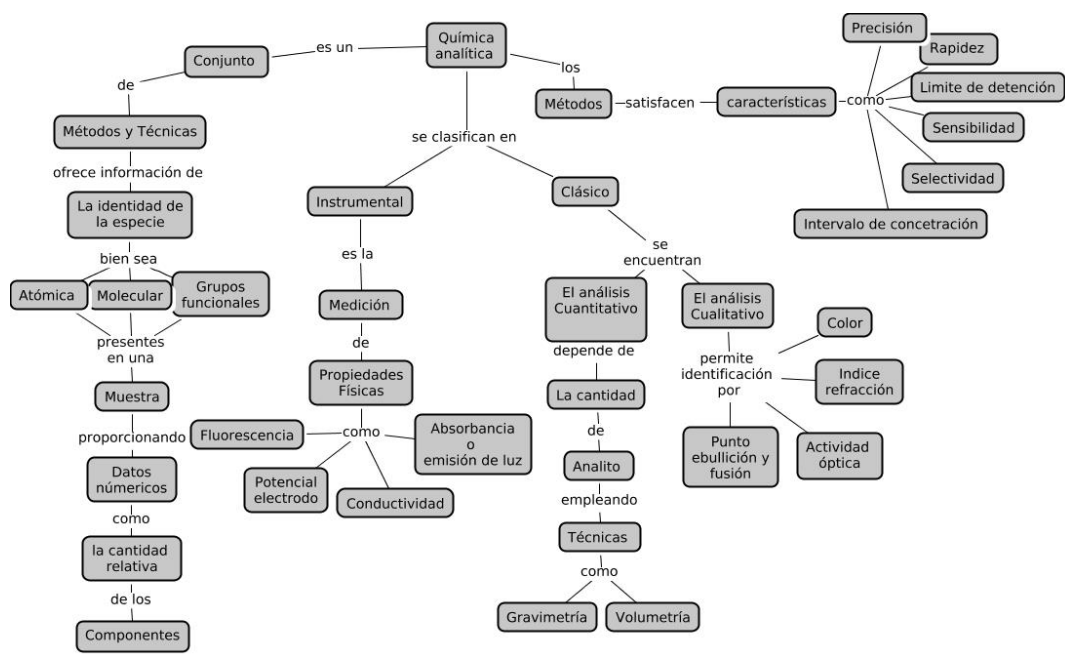 Química
analítica
es un
Conjunto
de
Métodos y Técnicas
ofrece información de
La identidad de
la especie
bien sea
Atómica
Molecular
Grupos
funcionales
presentes
en una
Muestra
proporcionando
Datos
númericos
como
la cantidad
relativa
de los
Componentes
se clasifican en
Instrumental
es la
Medición
de
Propiedades
Físicas
como
Fluorescencia
Potencial
electrodo
Conductividad
Absorbancia
o
emisión de luz
Clásico
se
encuentran
El análisis
Cuantitativo
depende de
La cantidad
de
Analito
empleando
Técnicas
como
Gravimetría
Volumetría
El análisis
Cualitativo
permite
identificación
por
Color
Indice
refracción
Actividad
óptica
Punto
ebullición y
fusión
los
Métodos
satisfacen
características
como
Precisión
Rapidez
Limite de detención
Sensibilidad
Selectividad
Intervalo de concetración